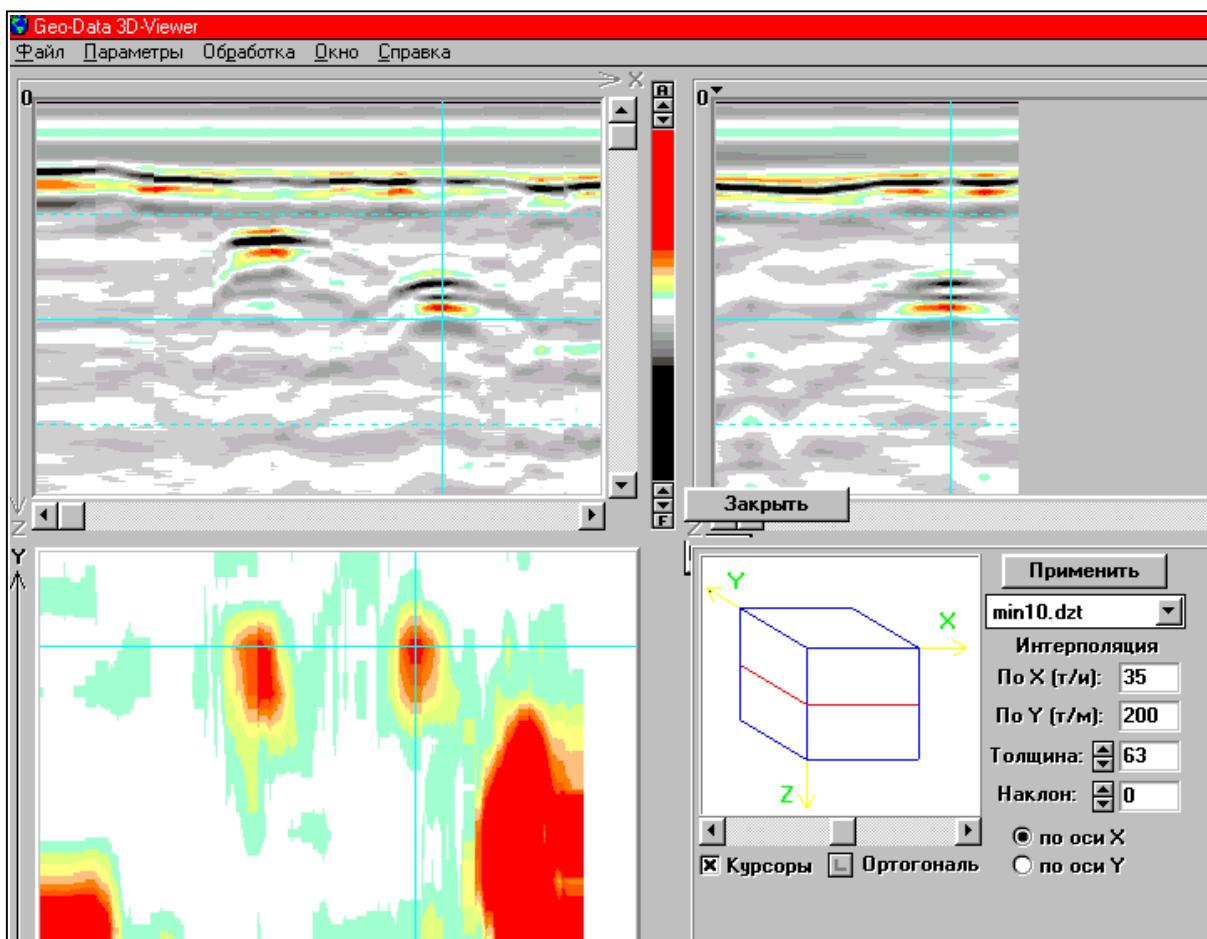 Geo-Data 3D-Viewer
Файл Параметры Обработка Окно Справка
> X
0
A
0
V
Z
F
Закрыть
Z
Y
Y
X
Z
Применить
min10.dzt
Интерполяция
По X (т/и): 35
По Y (т/м): 200
Толщина: 63
Наклон: 0
по оси X
Курсоры Ортогональ
по оси Y